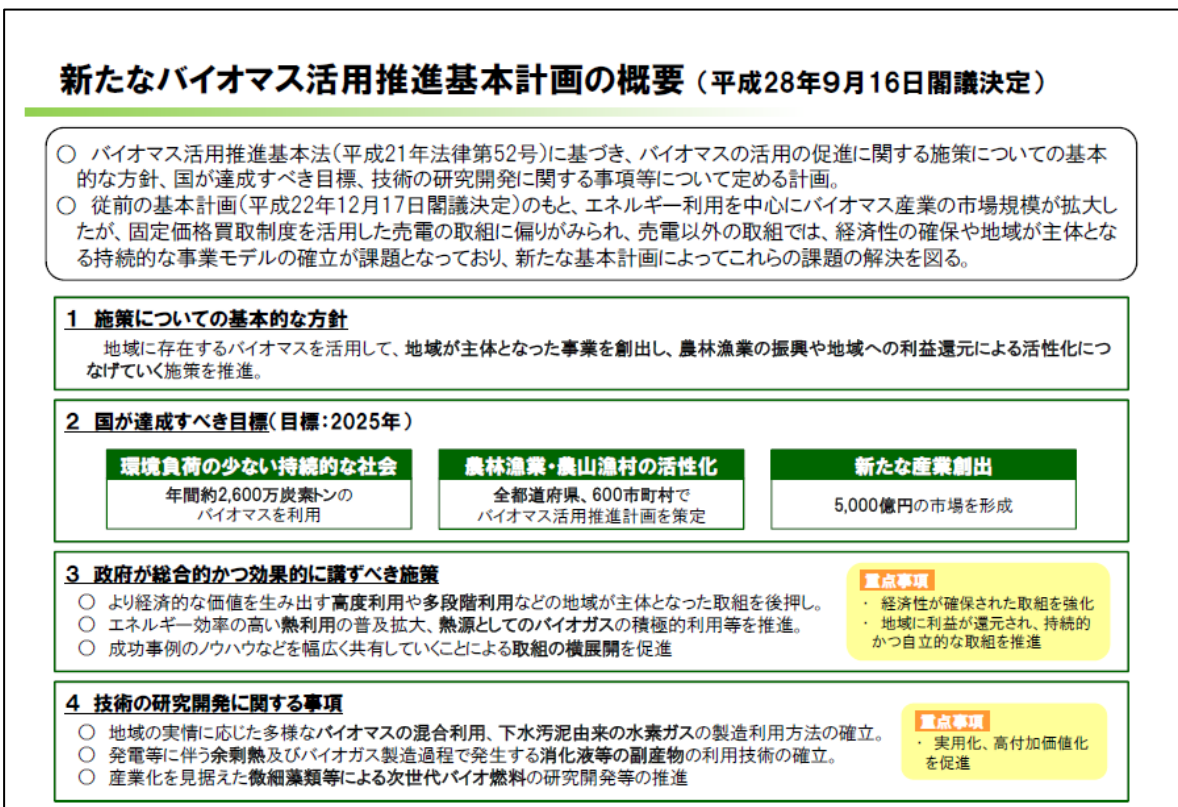 新たなバイオマス活用推進基本計画の概要（平成28年9月16日閣議決定）
○ バイオマス活用推進基本法（平成21年法律第52号）に基づき、バイオマスの活用の促進に関する施策についての基本
的な方針、国が達成すべき目標、技術の研究開発に関する事項等について定める計画。
○ 従前の基本計画（平成22年12月17日閣議決定）のもと、エネルギー利用を中心にバイオマス産業の市場規模が拡大し
たが、固定価格買取制度を活用した売電の取組に偏りがみられ、売電以外の取組では、経済性の確保や地域が主体とな
る持続的な事業モデルの確立が課題となっており、新たな基本計画によってこれらの課題の解決を図る。
1 施策についての基本的な方針
地域に存在するバイオマスを活用して、地域が主体となった事業を創出し、農林漁業の振興や地域への利益還元による活性化につ
なげていく施策を推進。
2 国が達成すべき目標（目標：2025年）
環境負荷の少ない持続的な社会
年間約2,600万炭素トンの
バイオマスを利用
農林漁業・農山漁村の活性化
全都道府県、600市町村で
バイオマス活用推進計画を策定
新たな産業創出
5,000億円の市場を形成
3 政府が総合的かつ効果的に講ずべき施策
○ より経済的な価値を生み出す高度利用や多段階利用などの地域が主体となった取組を後押し。
○ エネルギー効率の高い熱利用の普及拡大、熱源としてのバイオガスの積極的利用等を推進。
○ 成功事例のノウハウなどを幅広く共有していくことによる取組の横展開を促進
重点事項
・ 経済性が確保された取組を強化
・ 地域に利益が還元され、持続的
かつ自立的な取組を推進
4 技術の研究開発に関する事項
○ 地域の実情に応じた多様なバイオマスの混合利用、下水汚泥由来の水素ガスの製造利用方法の確立。
○ 発電等に伴う余剰熱及びバイオガス製造過程で発生する消化液等の副産物の利用技術の確立。
○ 産業化を見据えた微細藻類等による次世代バイオ燃料の研究開発等の推進
重点事項
・ 実用化、高付加価値化
を促進